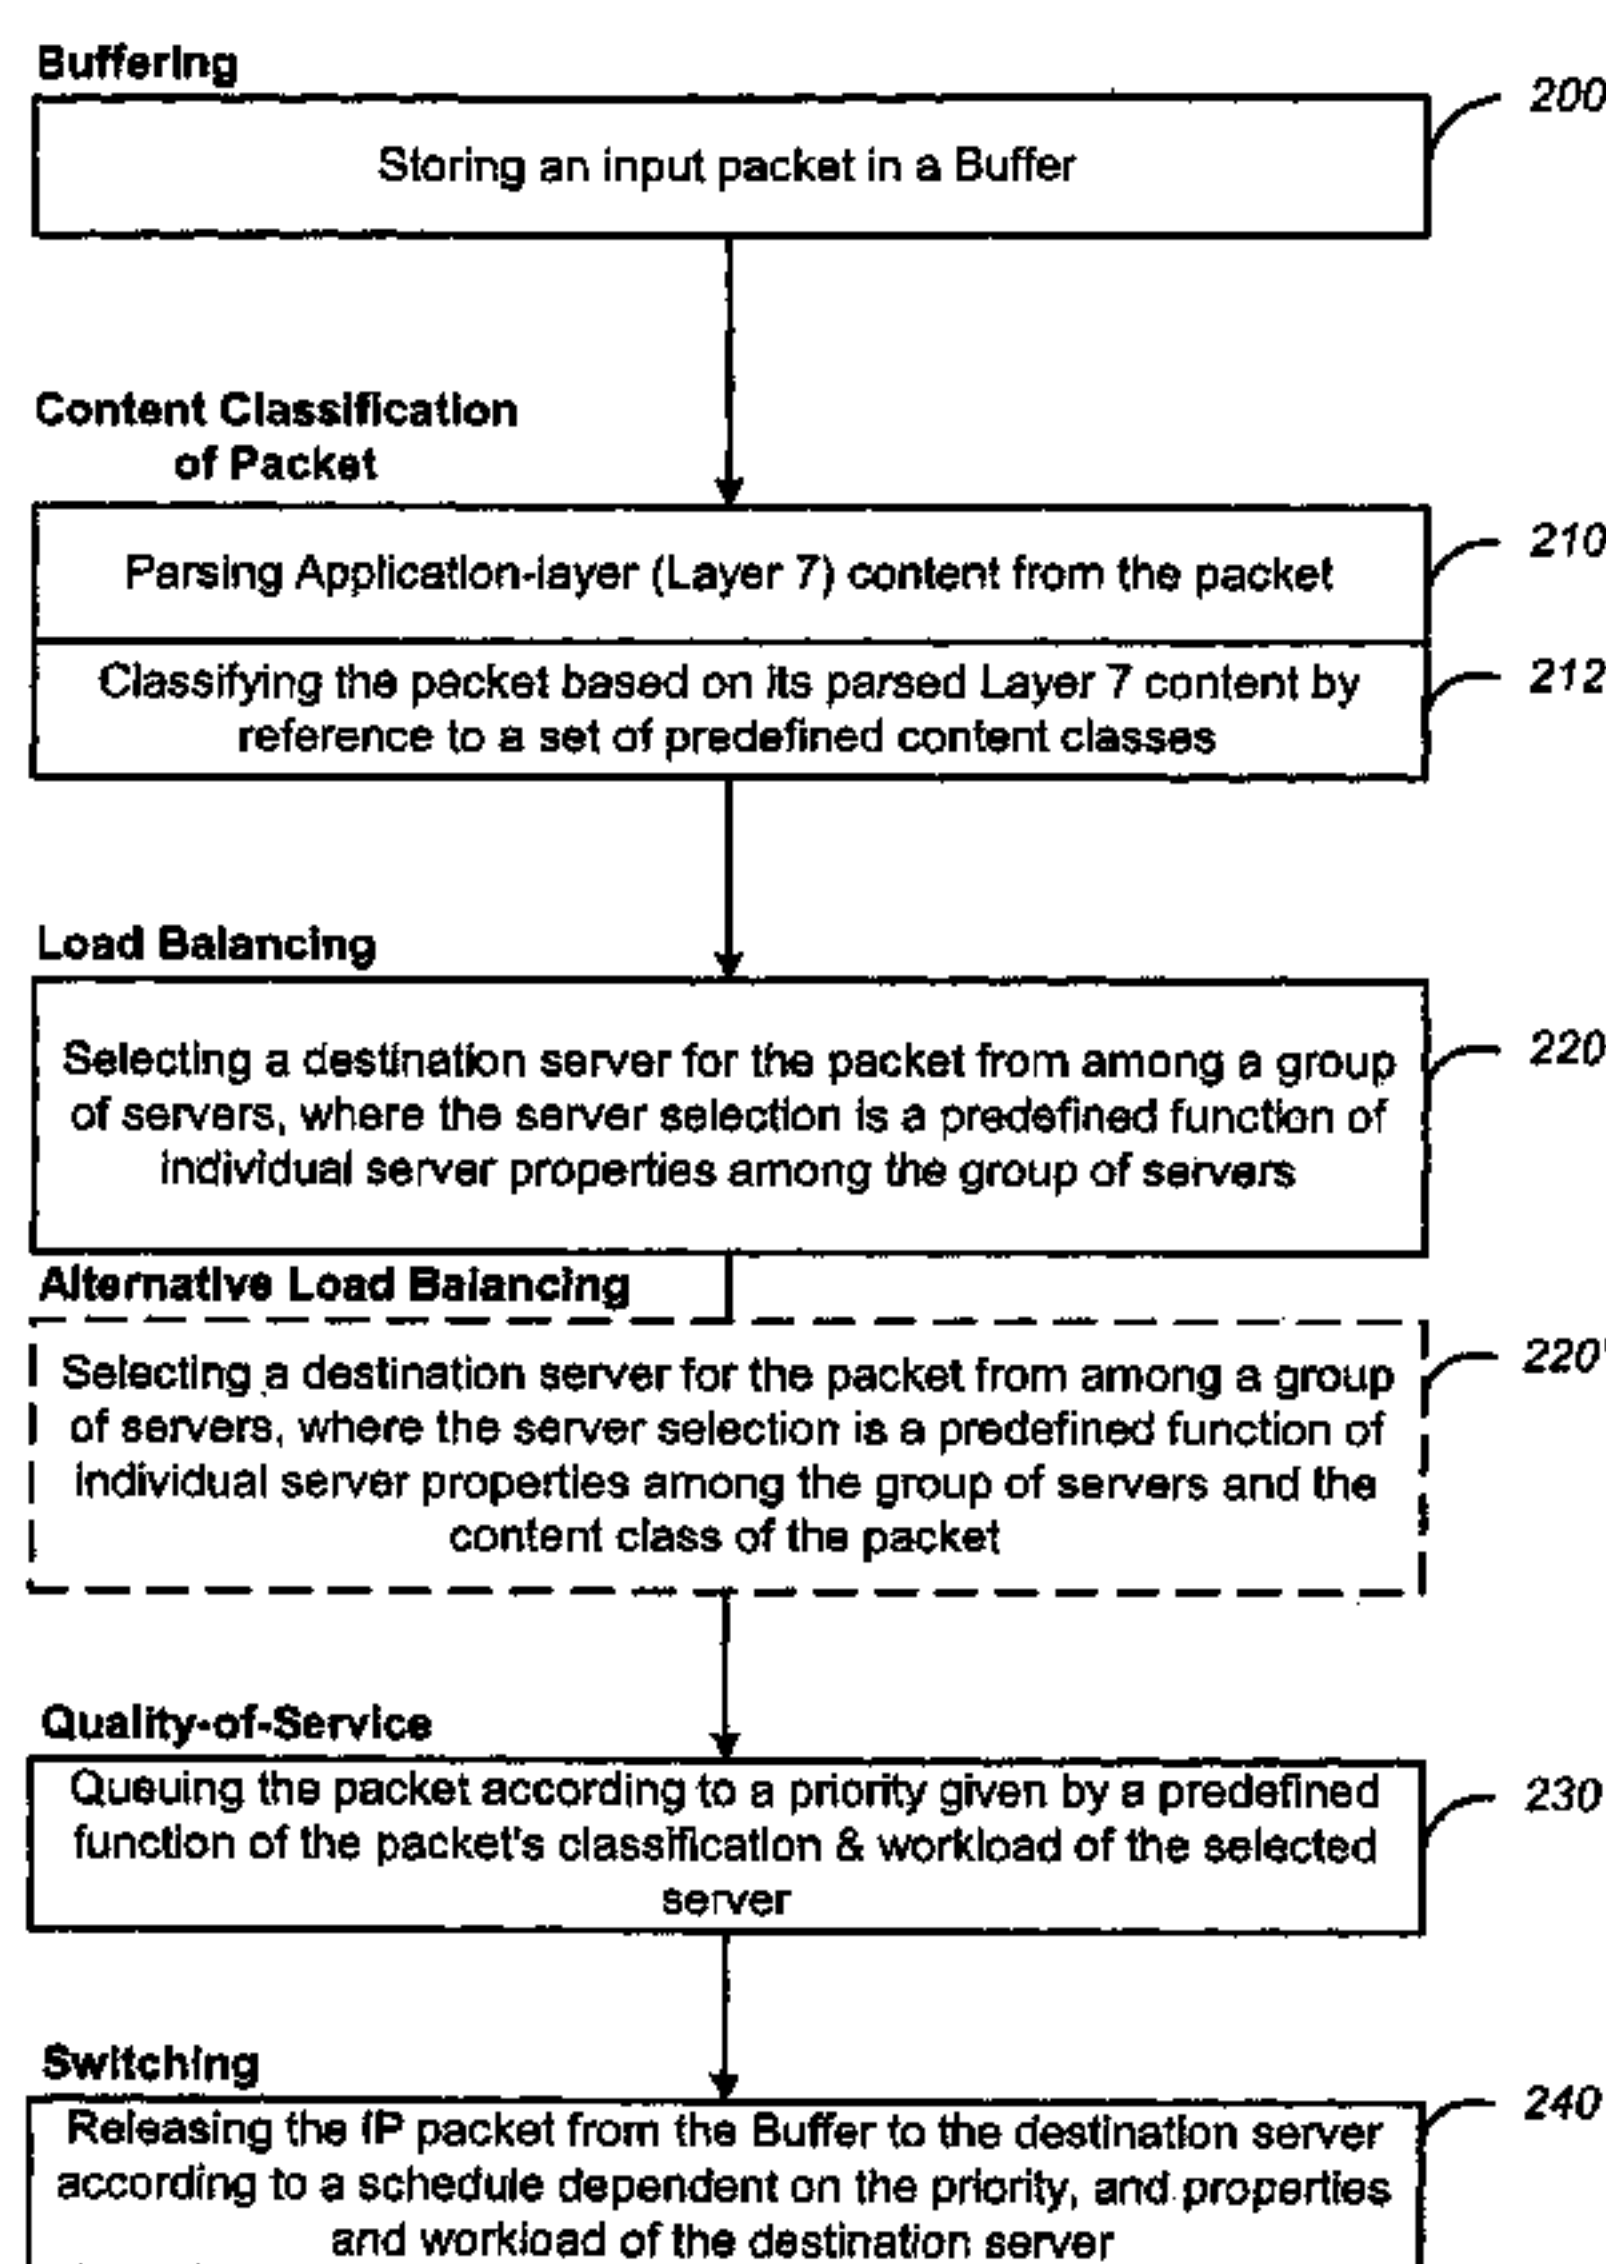 Buffering
200
Storing an input packet in a Buffer
Content Classification
of Packet
210
Parsing Application-layer (Layer 7) content from the packet
212
Classifying the packet based on its parsed Layer 7 content by
reference to a set of predefined content classes
Load Balancing
220
Selecting a destination server for the packet from among a group
of servers, where the server selection is a predefined function of
individual server properties among the group of servers
Alternative Load Balancing
220'
Selecting a destination server for the packet from among a group
of servers, where the server selection is a predefined function of
individual server properties among the group of servers and the
content class of the packet
Quality-of-Service
230
Queuing the packet according to a priority given by a predefined
function of the packet's classification & workload of the selected
server
Switching
240
Releasing the IP packet from the Buffer to the destination server
according to a schedule dependent on the priority, and properties
and workload of the destination server